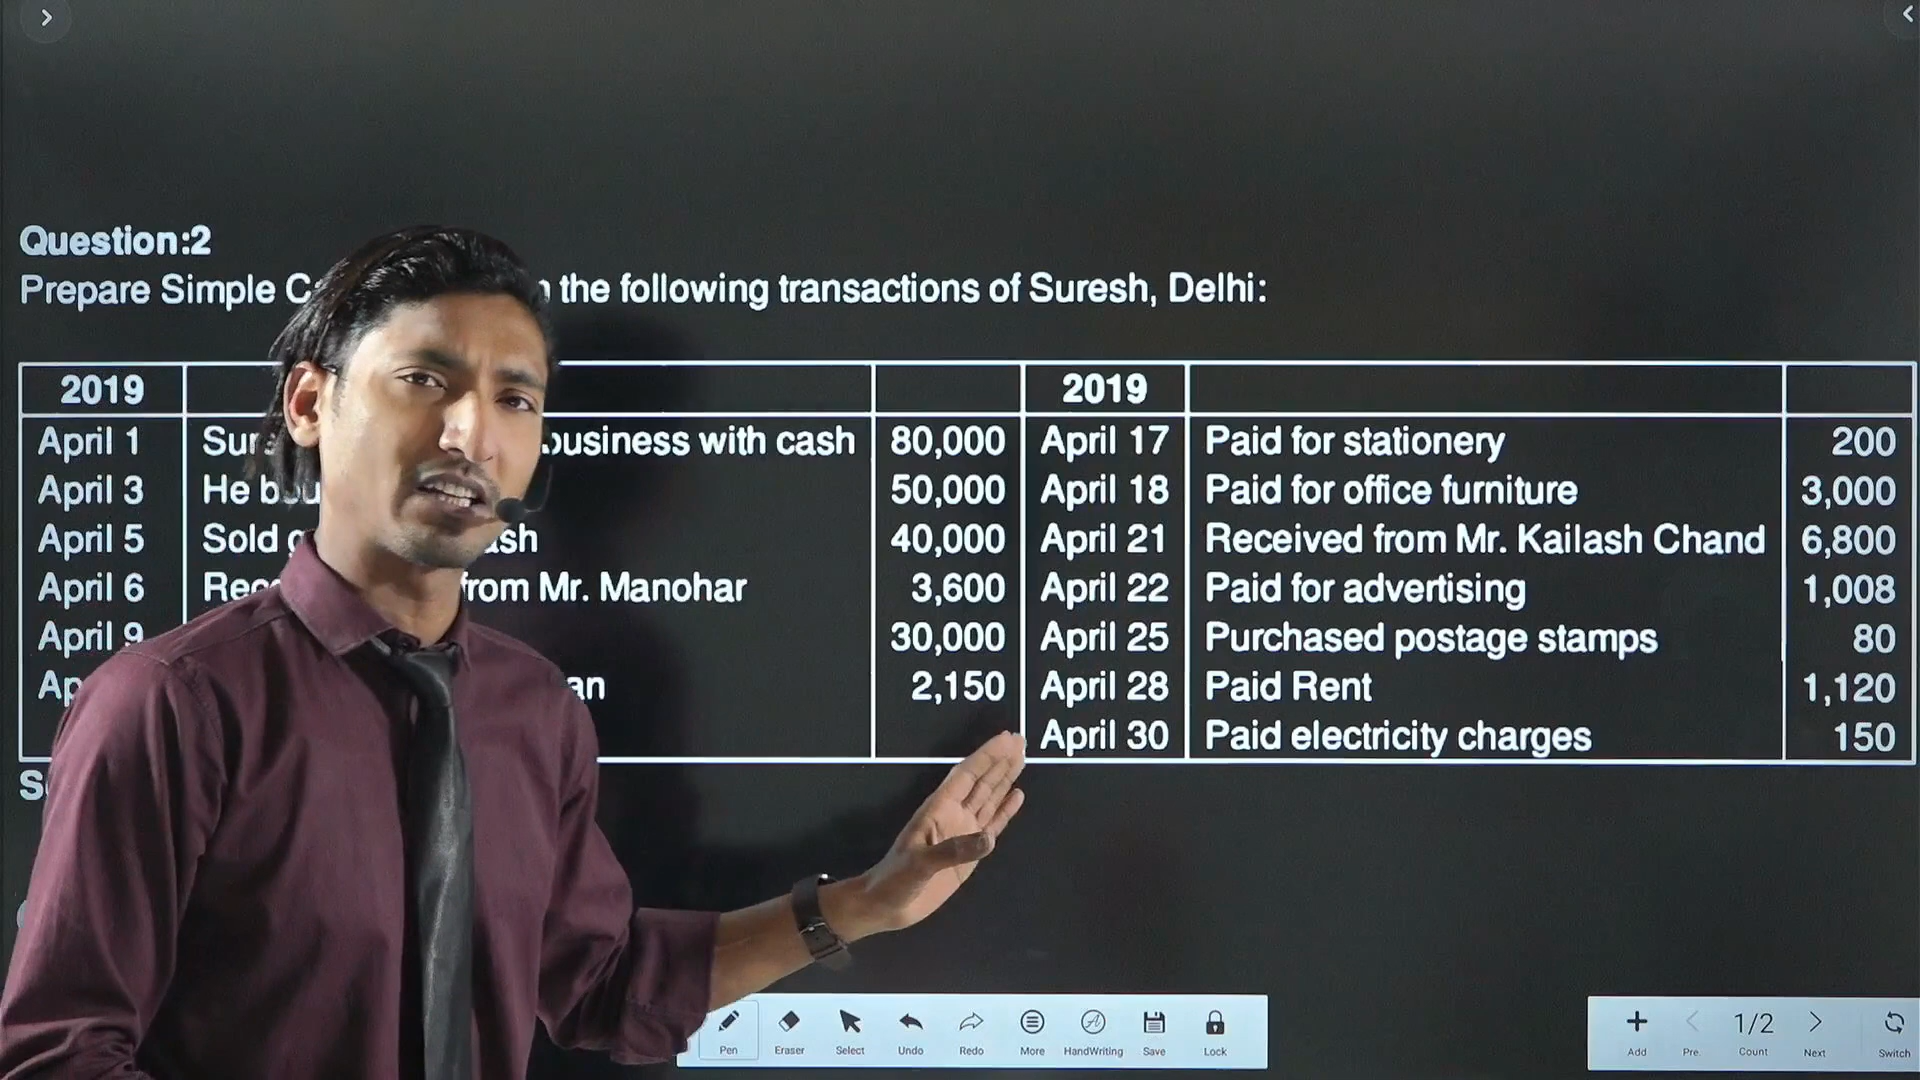 Question:2
Prepare Simple the following transactions of Suresh, Delhi:
2019 2019
April 1 business with cash 80,000 April 17 Paid for stationery 200
April 3 He 50,000 April 18 Paid for office furniture 3,000
April 5 Sold 40,000 April 21 Received from Mr. Kailash Chand 6,800
April 6 from Mr. Manohar 3,600 April 22 Paid for advertising 1,008
April 9 30,000 April 25 Purchased postage stamps 80
2,150 April 28 Paid Rent 1,120
April 30 Paid electricity charges 150
Pen Eraser Select Undo Redo More HandWriting Save Lock
1/2
Add Pre. Count Next Switch